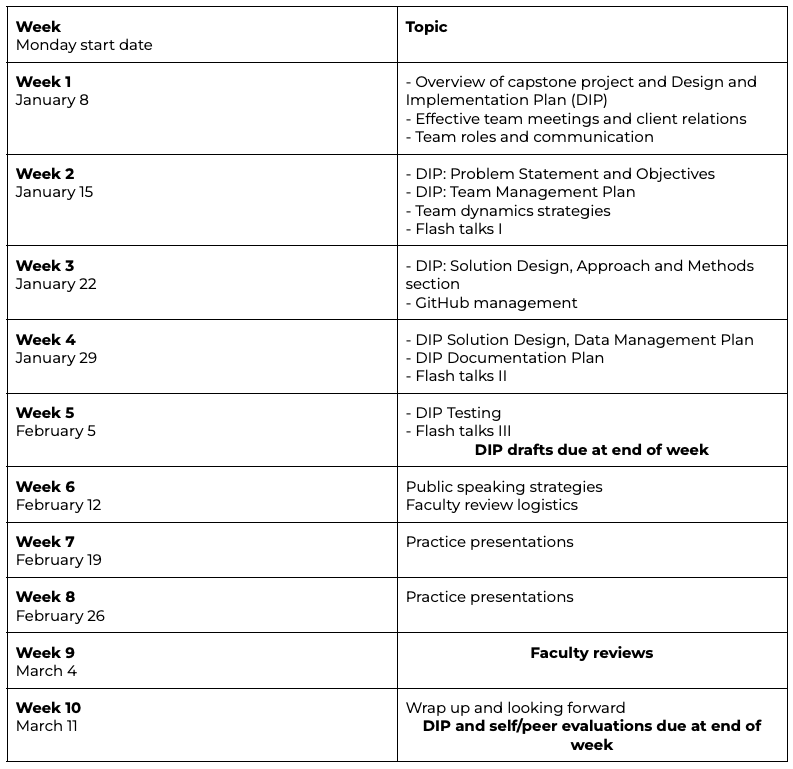 Week
Monday start date
Topic
Week 1
January 8
- Overview of capstone project and Design and
Implementation Plan (DIP)
- Effective team meetings and client relations
- Team roles and communication
Week 2
January 15
- DIP: Problem Statement and Objectives
- DIP: Team Management Plan
- Team dynamics strategies
- Flash talks I
Week 3
January 22
- DIP: Solution Design, Approach and Methods
section
- GitHub management
Week 4
January 29
- DIP Solution Design, Data Management Plan
- DIP Documentation Plan
- Flash talks II
Week 5
February 5
- DIP Testing
- Flash talks III
DIP drafts due at end of week
Week 6
February 12
Public speaking strategies
Faculty review logistics
Week 7
February 19
Practice presentations
Week 8
February 26
Practice presentations
Week 9
March 4
Faculty reviews
Week 10
March 11
Wrap up and looking forward
DIP and self/peer evaluations due at end of
week